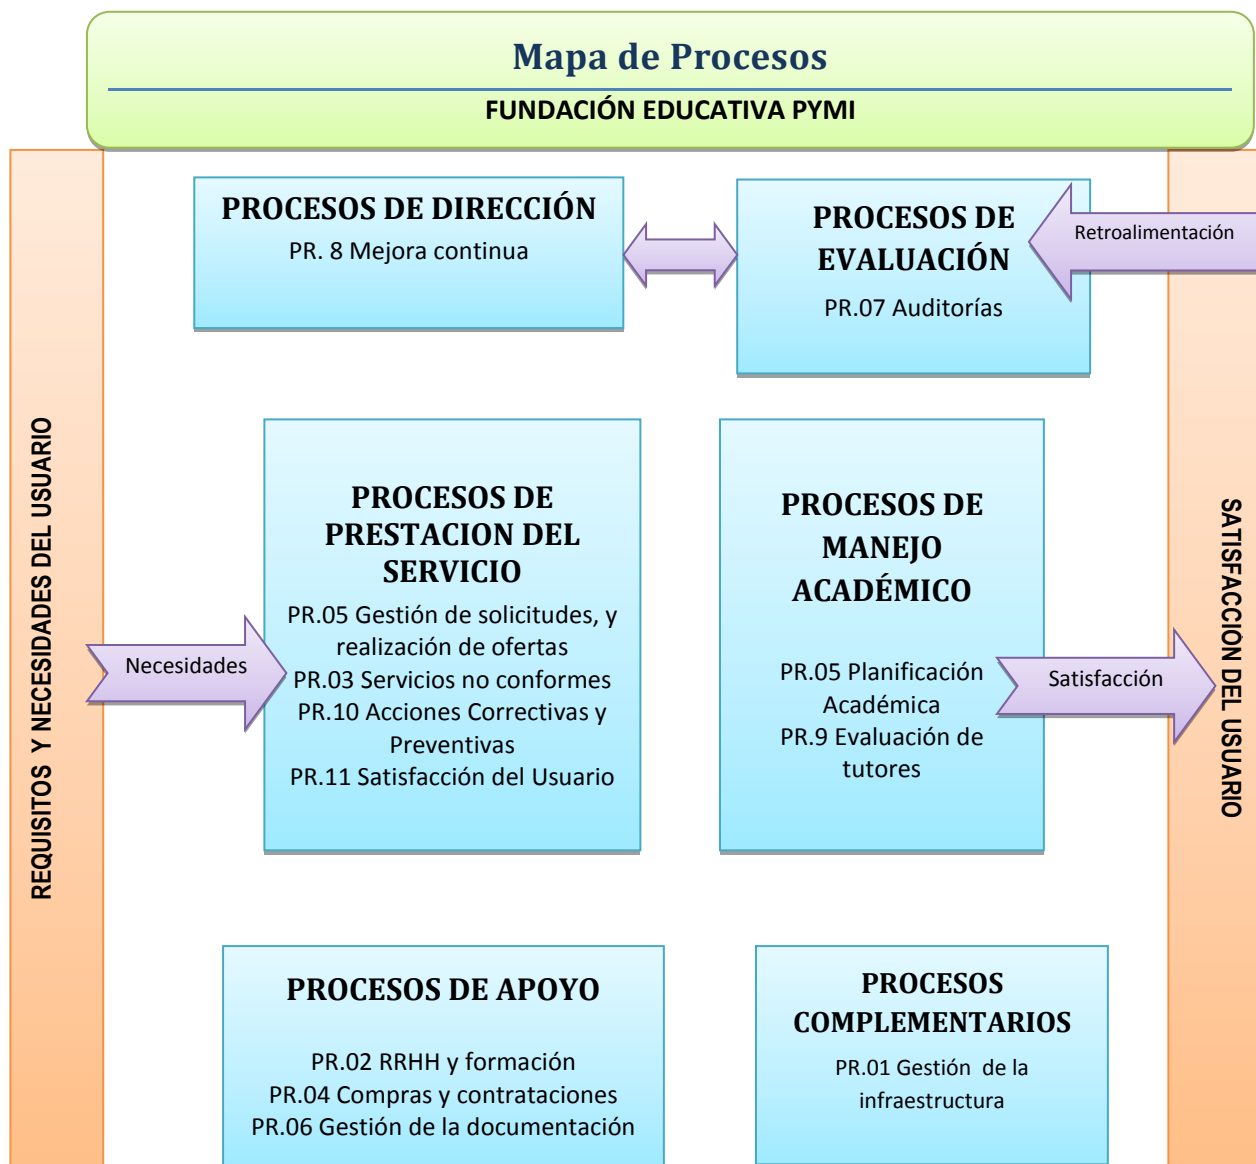 Mapa de Procesos
FUNDACIÓN EDUCATIVA PYMI
REQUISITOS Y NECESIDADES DEL USUARIO
PROCESOS DE DIRECCIÓN
PR. 8 Mejora continua
PROCESOS DE
EVALUACIÓN
PR.07 Auditorías
Retroalimentación
Necesidades
PROCESOS DE
PRESTACION DEL
SERVICIO
PR.05 Gestión de solicitudes, y
realización de ofertas
PR.03 Servicios no conformes
PR.10 Acciones Correctivas y
Preventivas
PR.11 Satisfacción del Usuario
PROCESOS DE
MANEJO
ACADÉMICO
PR.05 Planificación
Académica
PR.9 Evaluación de
tutores
Satisfacción
SATISFACCIÓN DEL USUARIO
PROCESOS DE APOYO
PR.02 RRHH y formación
PR.04 Compras y contrataciones
PR.06 Gestión de la documentación
PROCESOS
COMPLEMENTARIOS
PR.01 Gestión de la
infraestructura